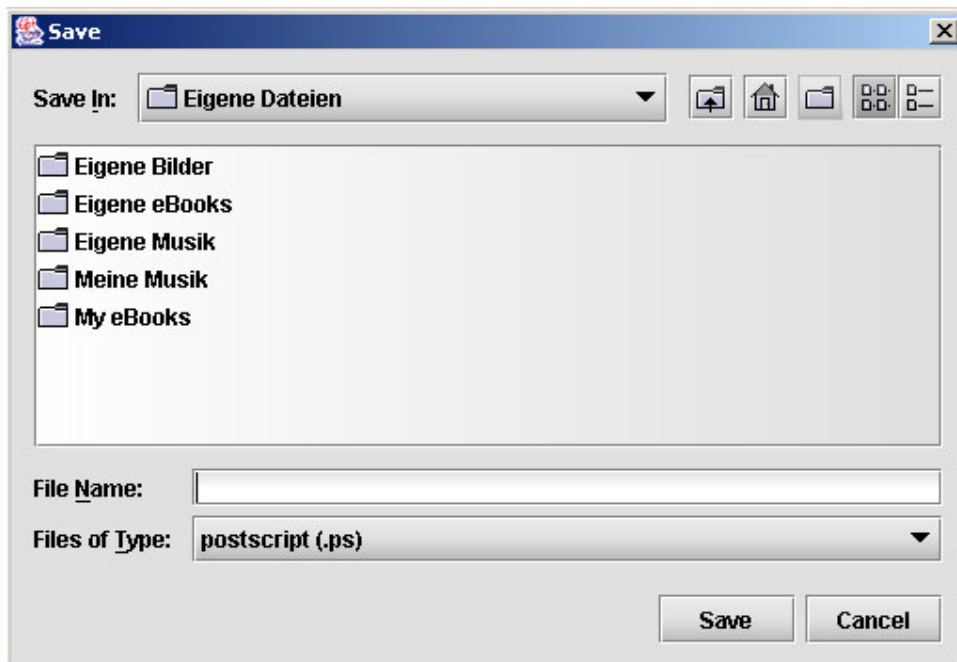 Save
Save In: Eigene Dateien
Eigene Bilder
Eigene eBooks
Eigene Musik
Meine Musik
My eBooks
File Name:
Files of Type: postscript (.ps)
Save Cancel